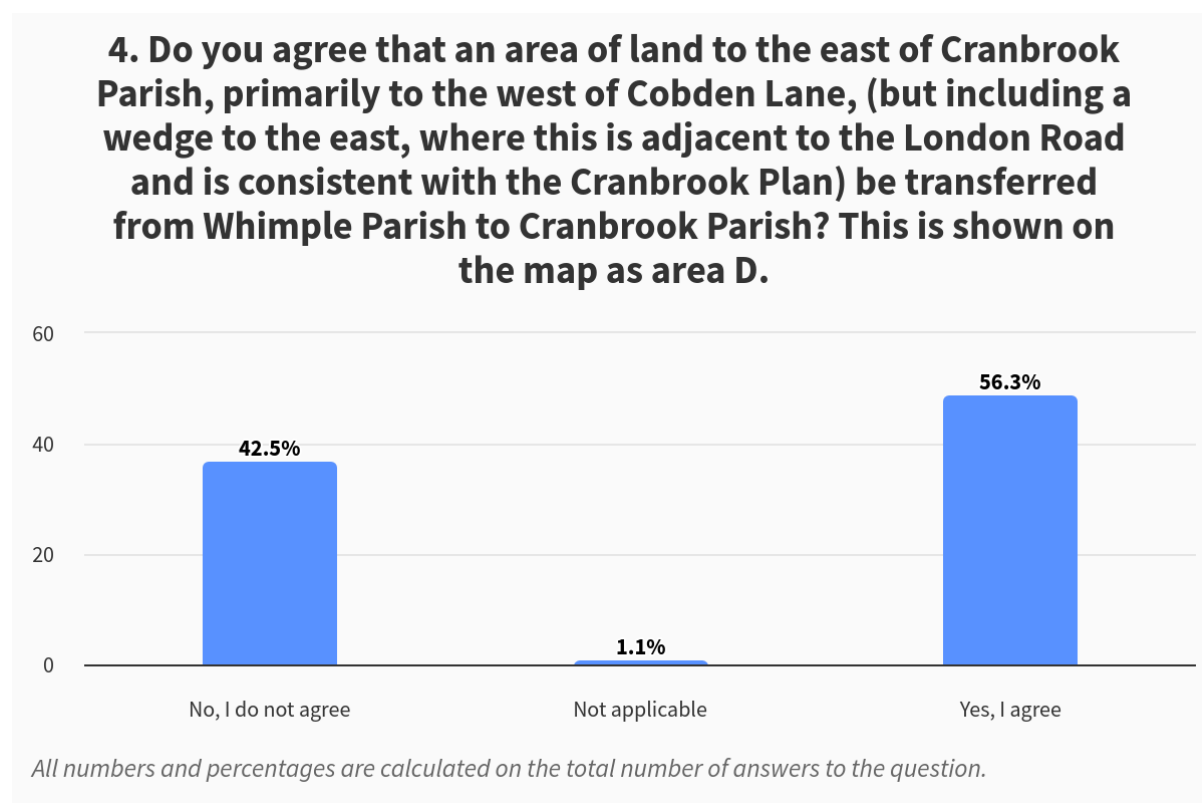 4. Do you agree that an area of land to the east of Cranbrook
Parish, primarily to the west of Cobden Lane, (but including a
wedge to the east, where this is adjacent to the London Road
and is consistent with the Cranbrook Plan) be transferred
from Whimple Parish to Cranbrook Parish? This is shown on
the map as area D.
60
56.3%
40
42.5%
20
1.1%
0
No, I do not agree
Not applicable
Yes, I agree
All numbers and percentages are calculated on the total number of answers to the question.